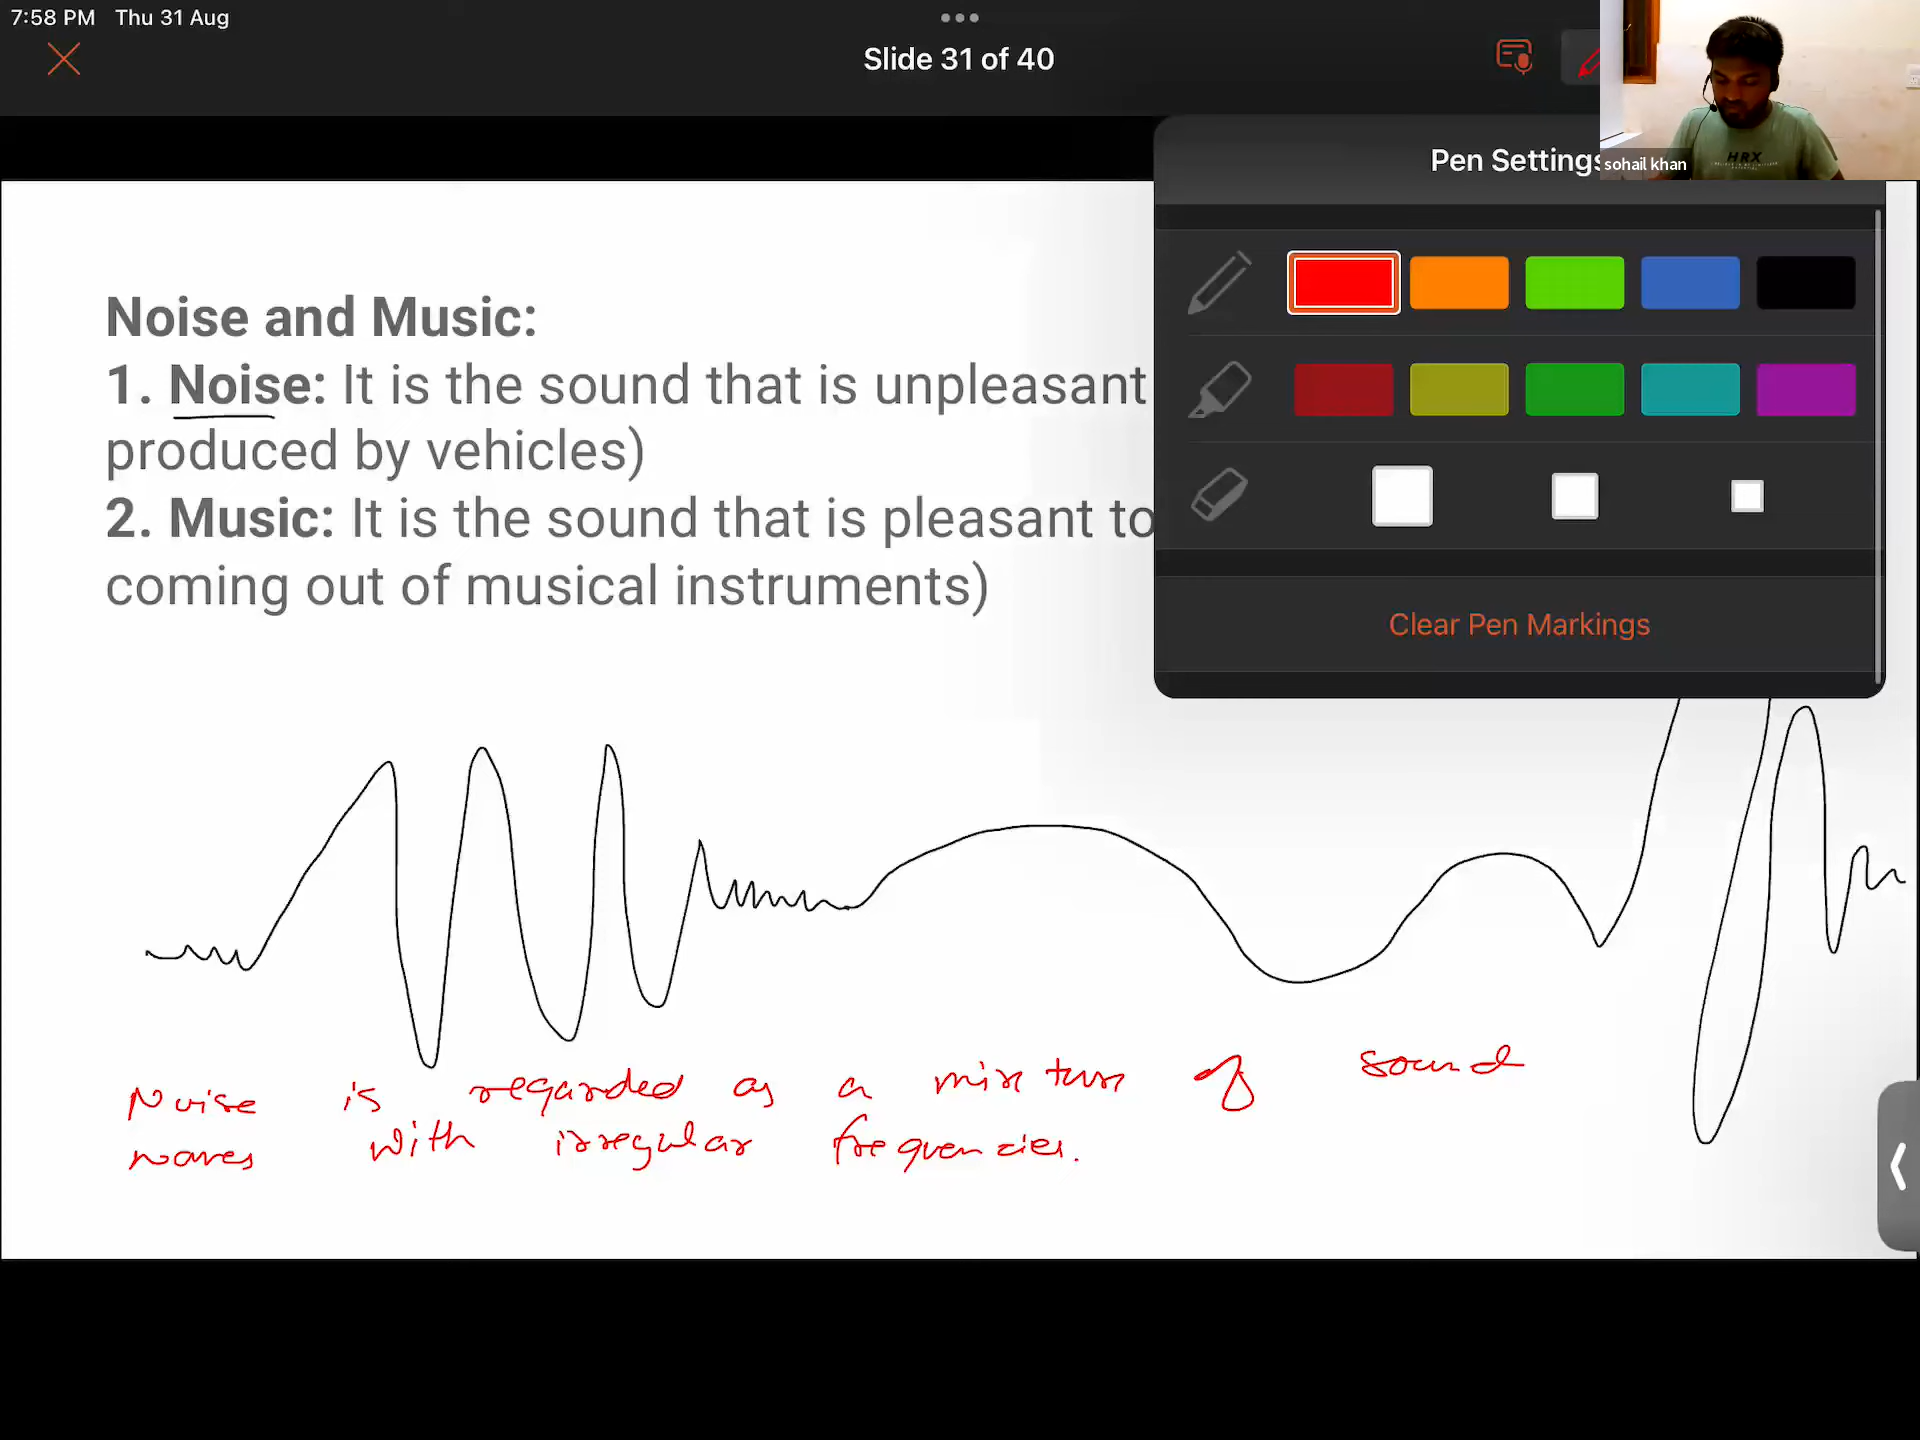 7:58 PM Thu 31 Aug
Slide 31 of 40
Pen Settings
HRX
sohail khan
Noise and Music:
1. Noise: It is the sound that is unpleasant
produced by vehicles)
2. Music: It is the sound that is pleasant to
coming out of musical instruments)
Clear Pen Markings
Noise is regarded as a mixture of sound
waves with irregular frequencies.